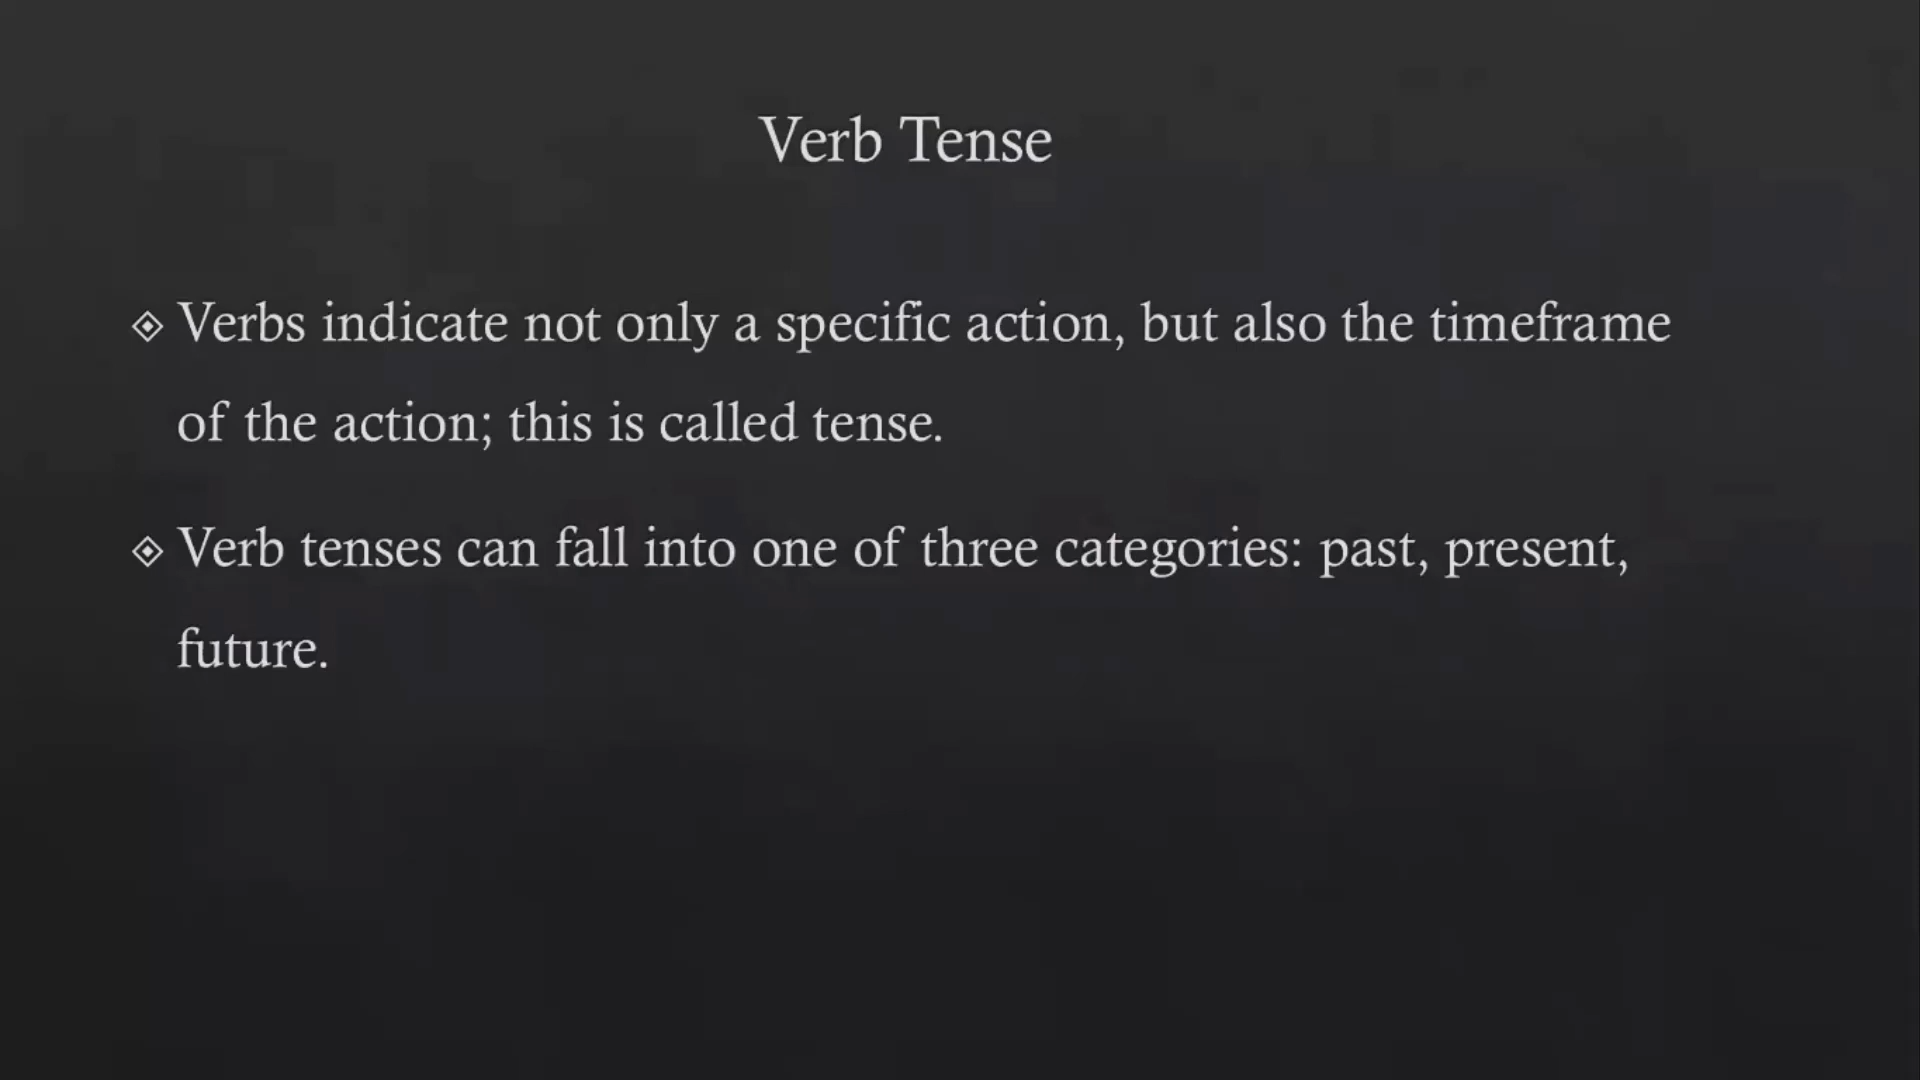 Verb Tense
Verbs indicate not only a specific action, but also the timeframe
of the action; this is called tense.
Verb tenses can fall into one of three categories: past, present,
future.